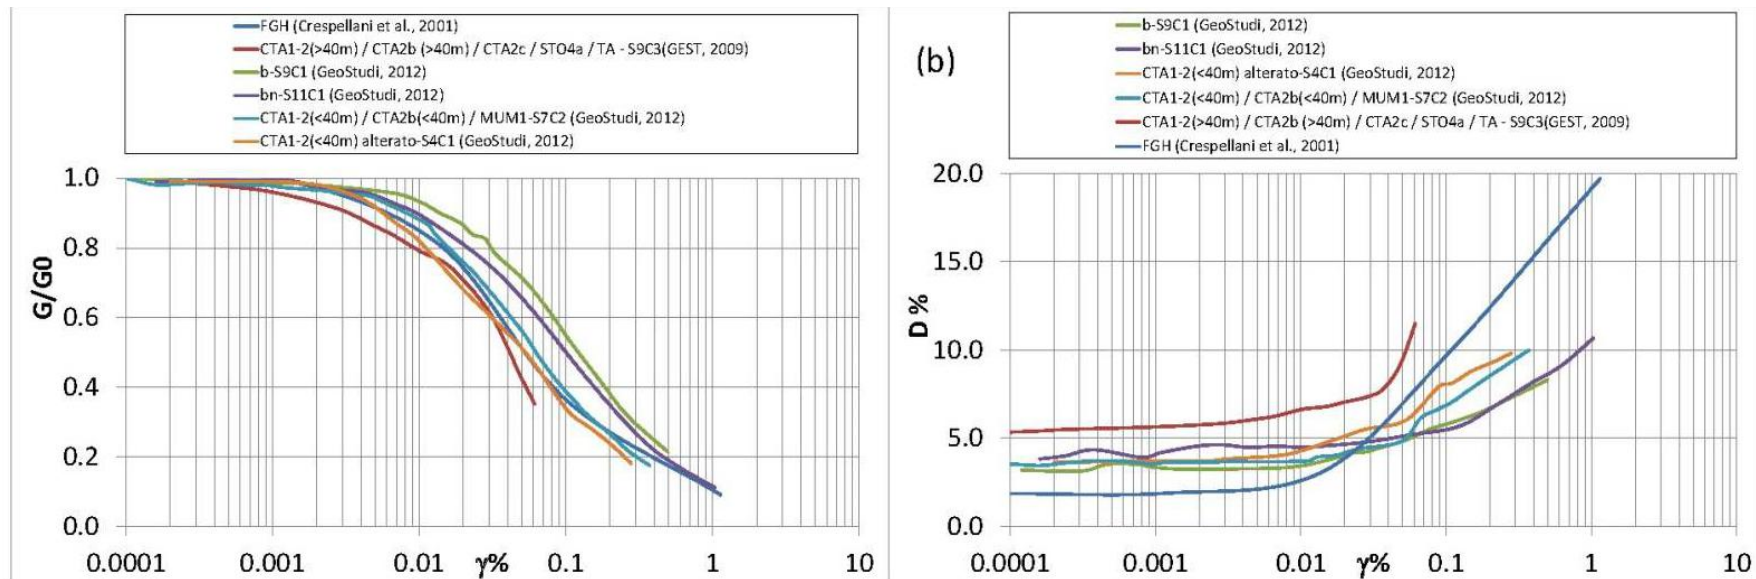 FGH (Crespellani et al., 2001)
CTA1-2(>40m) / CTA2b (>40m) / CTA2c / STO4a / TA - S9C3(GEST, 2009)
b-S9C1 (GeoStudi, 2012)
bn-S11C1 (GeoStudi, 2012)
CTA1-2(<40m) / CTA2b(<40m) / MUM1-S7C2 (GeoStudi, 2012)
CTA1-2(<40m) alterato-S4C1 (GeoStudi, 2012)
1.0
0.8
0.6
0.4
0.2
0.0
G/G0
0.0001
0.001
0.01
γ%
0.1
1
10
(b)
b-S9C1 (GeoStudi, 2012)
bn-S11C1 (GeoStudi, 2012)
CTA1-2(<40m) alterato-S4C1 (GeoStudi, 2012)
CTA1-2(<40m) / CTA2b(<40m) / MUM1-S7C2 (GeoStudi, 2012)
CTA1-2(>40m) / CTA2b (>40m) / CTA2c / STO4a / TA - S9C3(GEST, 2009)
FGH (Crespellani et al., 2001)
20.0
15.0
10.0
5.0
0.0
D %
0.0001
0.001
0.01
γ%
0.1
1
10